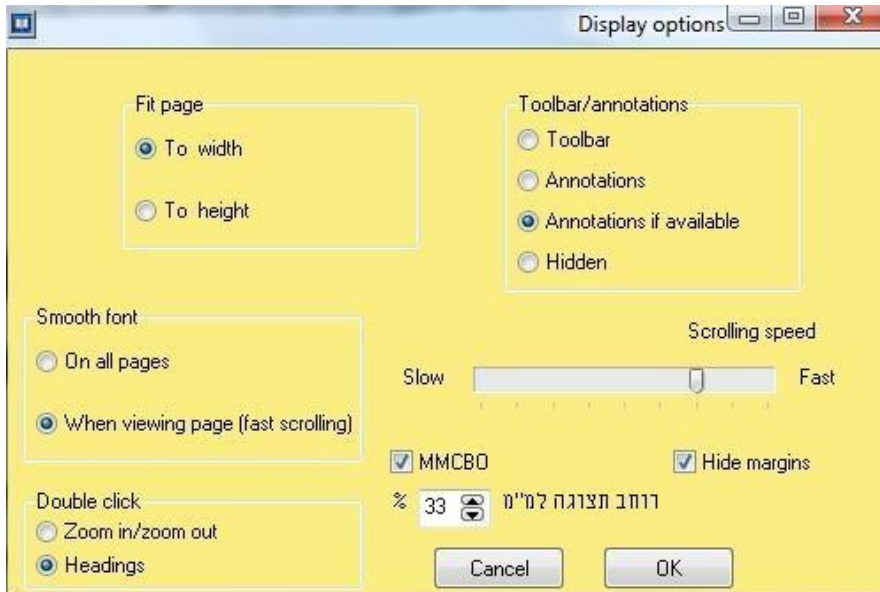 Display options
Fit page
To width
To height
Toolbar/annotations
Toolbar
Annotations
Annotations if available
Hidden
Smooth font
On all pages
When viewing page (fast scrolling)
Scrolling speed
Slow
Fast
MMCBO
Hide margins
% 33 רוחב תצוגה למ"מ
Double click
Zoom in/zoom out
Headings
Cancel
OK